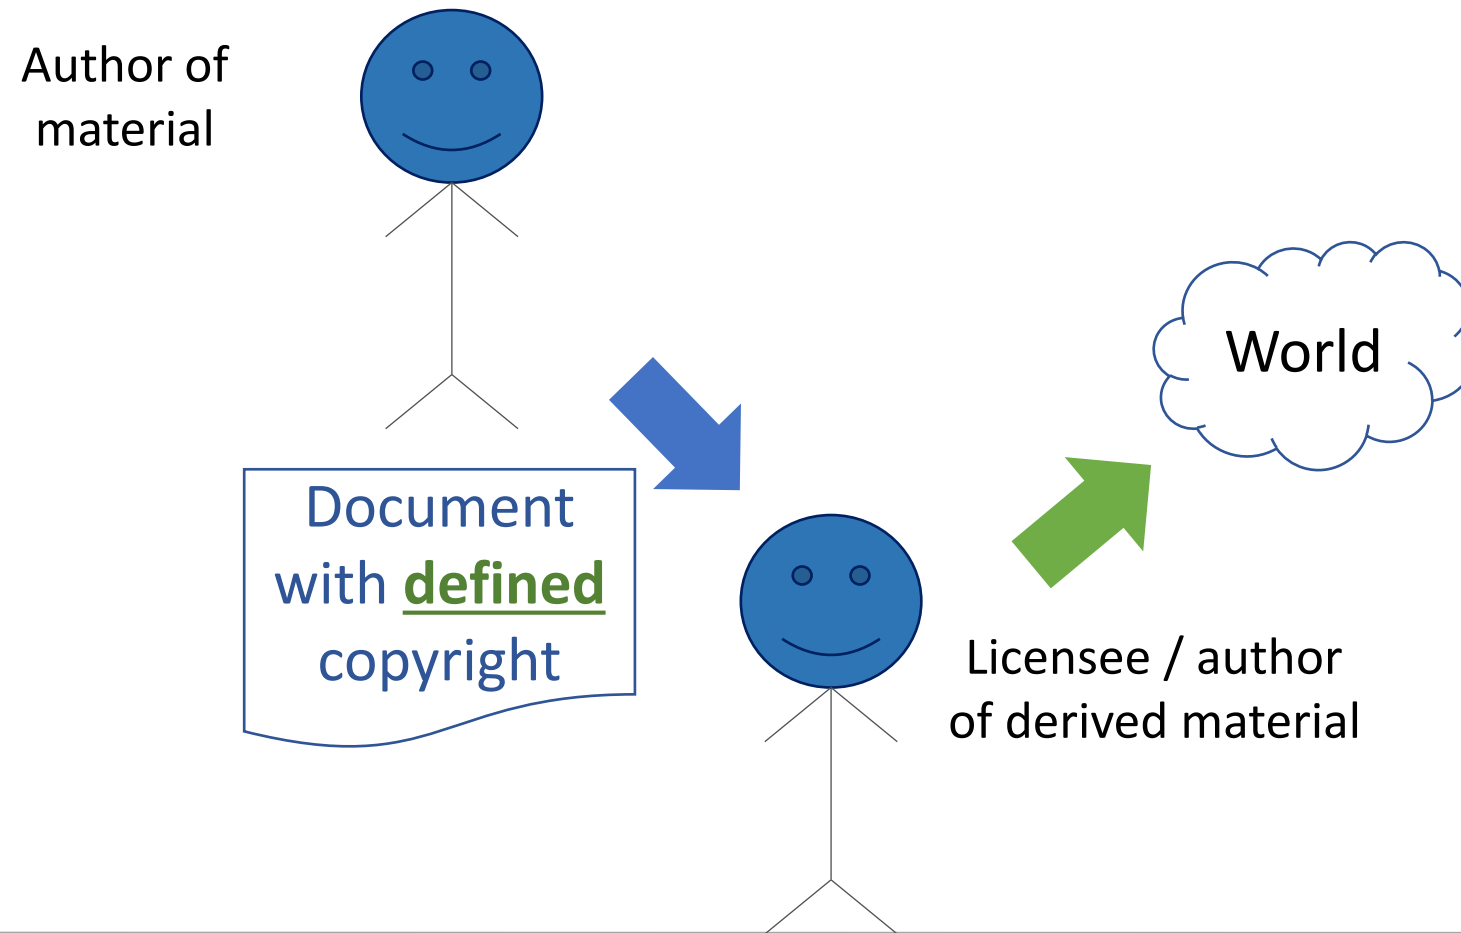 Author of
material
World
Document
with defined
copyright
Licensee / author
of derived material